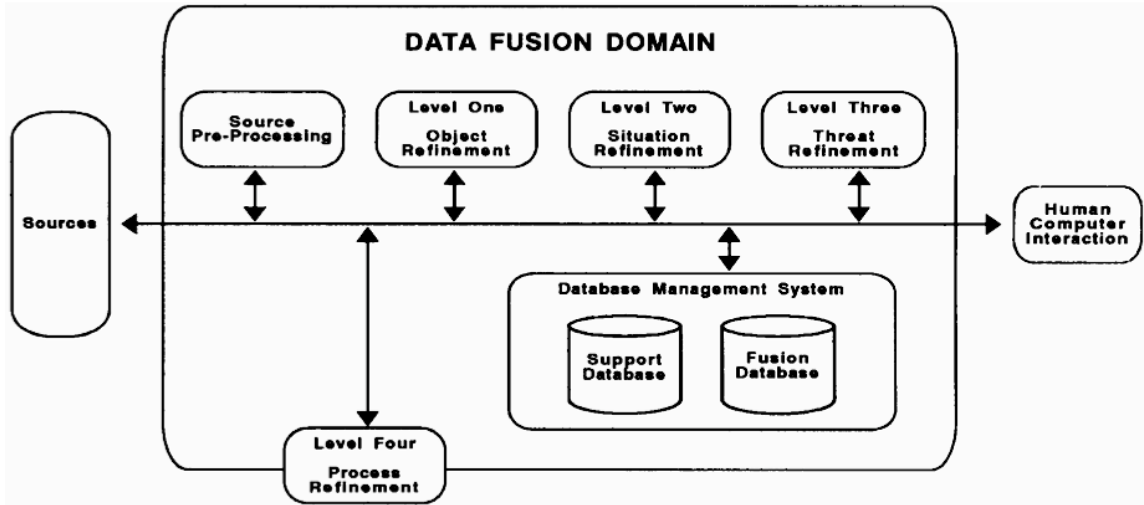 DATA FUSION DOMAIN
Source
Pre-Processing
Level One
Object
Refinement
Level Two
Situation
Refinement
Level Three
Threat
Refinement
Sources
Human
Computer
Interaction
Database Management System
Support
Database
Fusion
Database
Level Four
Process
Refinement